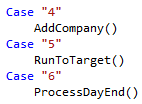 Case "4"
AddCompany()
Case "5"
RunToTarget()
Case "6"
ProcessDayEnd()